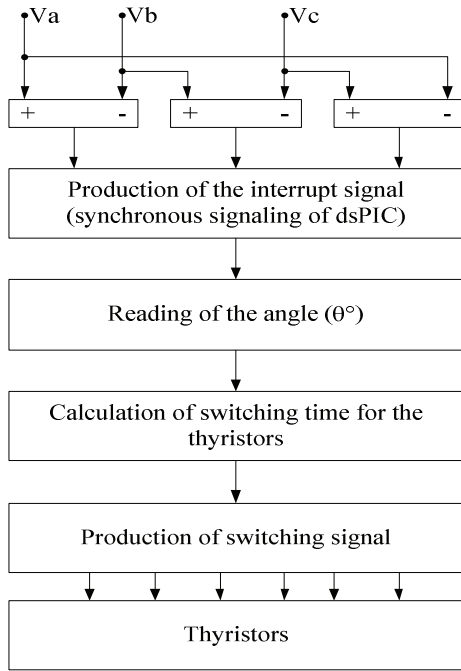 Va Vb Vc
+ - + - + -
Production of the interrupt signal
(synchronous signaling of dsPIC)
Reading of the angle (θ°)
Calculation of switching time for the
thyristors
Production of switching signal
Thyristors